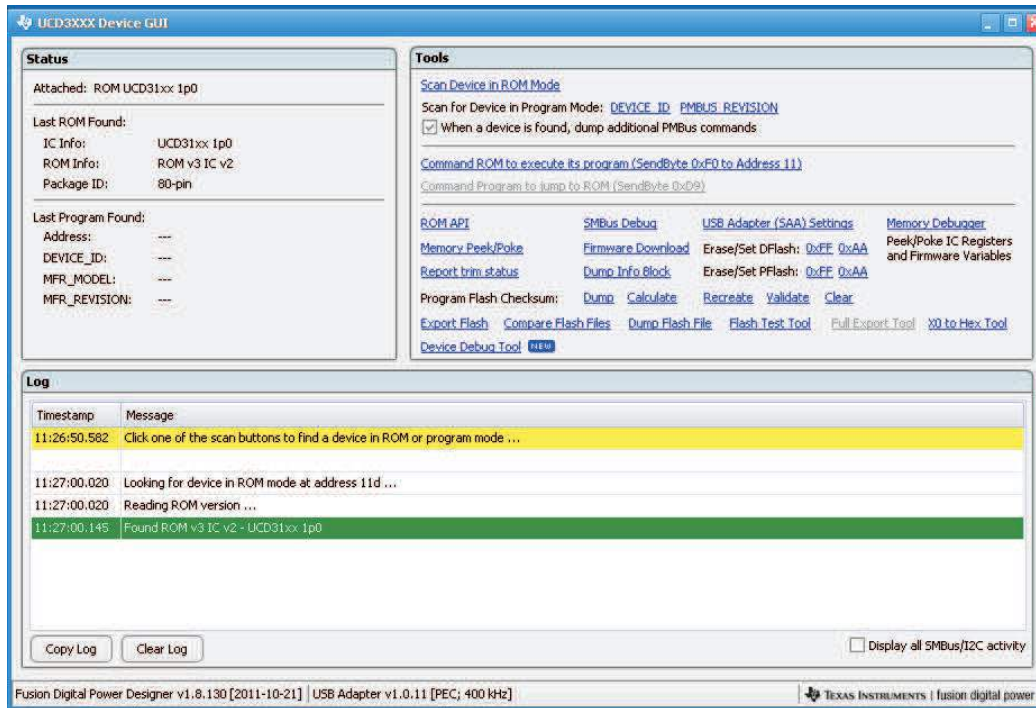 UCD3XXX Device GUI
Status
Attached: ROM UCD31xx 1p0
Last ROM Found:
IC Info: UCD31xx 1p0
ROM Info: ROM v3 IC v2
Package ID: 80-pin
Last Program Found:
Address: ---
DEVICE_ID: ---
MFR_MODEL: ---
MFR_REVISION: ---
Tools
Scan Device in ROM Mode
Scan for Device in Program Mode: DEVICE_ID PMBUS_REVISION
When a device is found, dump additional PMBus commands
Command ROM to execute its program (SendByte 0xF0 to Address 11)
Command Program to jump to ROM (SendByte 0xD9)
ROM API SMBus Debug USB Adapter (SAA) Settings Memory Debugger
Memory Peek/Poke Firmware Download Erase/Set DFlash: 0xFF 0xAA Peek/Poke IC Registers
and Firmware Variables
Report trim status Dump Info Block Erase/Set PFlash: 0xFF 0xAA
Program Flash Checksum: Dump Calculate Recreate Validate Clear
Export Flash Compare Flash Files Dump Flash File Flash Test Tool Full Export Tool X0 to Hex Tool
Device Debug Tool NEW
Log
Timestamp Message
11:26:50.582 Click one of the scan buttons to find a device in ROM or program mode ...
11:27:00.020 Looking for device in ROM mode at address 11d ...
11:27:00.020 Reading ROM version ...
11:27:00.145 Found ROM v3 IC v2 - UCD31xx 1p0
Copy Log Clear Log Display all SMBus/I2C activity
Fusion Digital Power Designer v1.8.130 [2011-10-21] USB Adapter v1.0.11 [PEC; 400 kHz] TEXAS INSTRUMENTS | fusion digital power